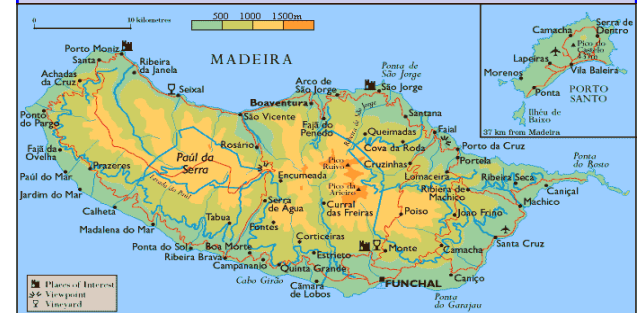 0
10 kilometres
500 1000 1500m
MADEIRA
Porto Moniz
Santa
Ribeira
da Janela
Achadas
da Cruz
Seixal
Ponto
do Pargo
Fajã da
Ovelha
Prazeres
Paúl do Mar
Jardim do Mar
Calheta
Madalena do Mar
Ponta do Sol
Ribeira Brava
Tabua
Boa Morte
Campanario
Cabo Girão
Quinta Grande
Câmara
de Lobos
Estrieto
Corticeiras
Fontes
Serra
de Agua
Encumeada
Rosário
Paúl da
Serra
São Vicente
Boaventura
Arco de
São Jorge
Fajã do
Penedo
Ponta de
São Jorge
São Jorge
Santana
Queimadas
Cova da Roda
Faial
Porto da Cruz
Portela
Cruzinhas
Lomaceira
Ribeira de
Machico
Ribeira Seca
Caniçal
Ponta
do Rosto
Machico
João Frino
Poiso
Santa Cruz
Camacha
Monte
Caniço
FUNCHAL
Ponta
do Garajau
Pico
Ruivo
Pico da
Arieiro
Curral
das Freiras
Places of Interest
Viewpoint
Vineyard
Serra de
Dentro
Camacha
Pico do
Castelo
Lapeiras
Vila Baleira
Morenos
Ponta
PORTO
SANTO
Ilhéu de
Baixo
37 km from Madeira